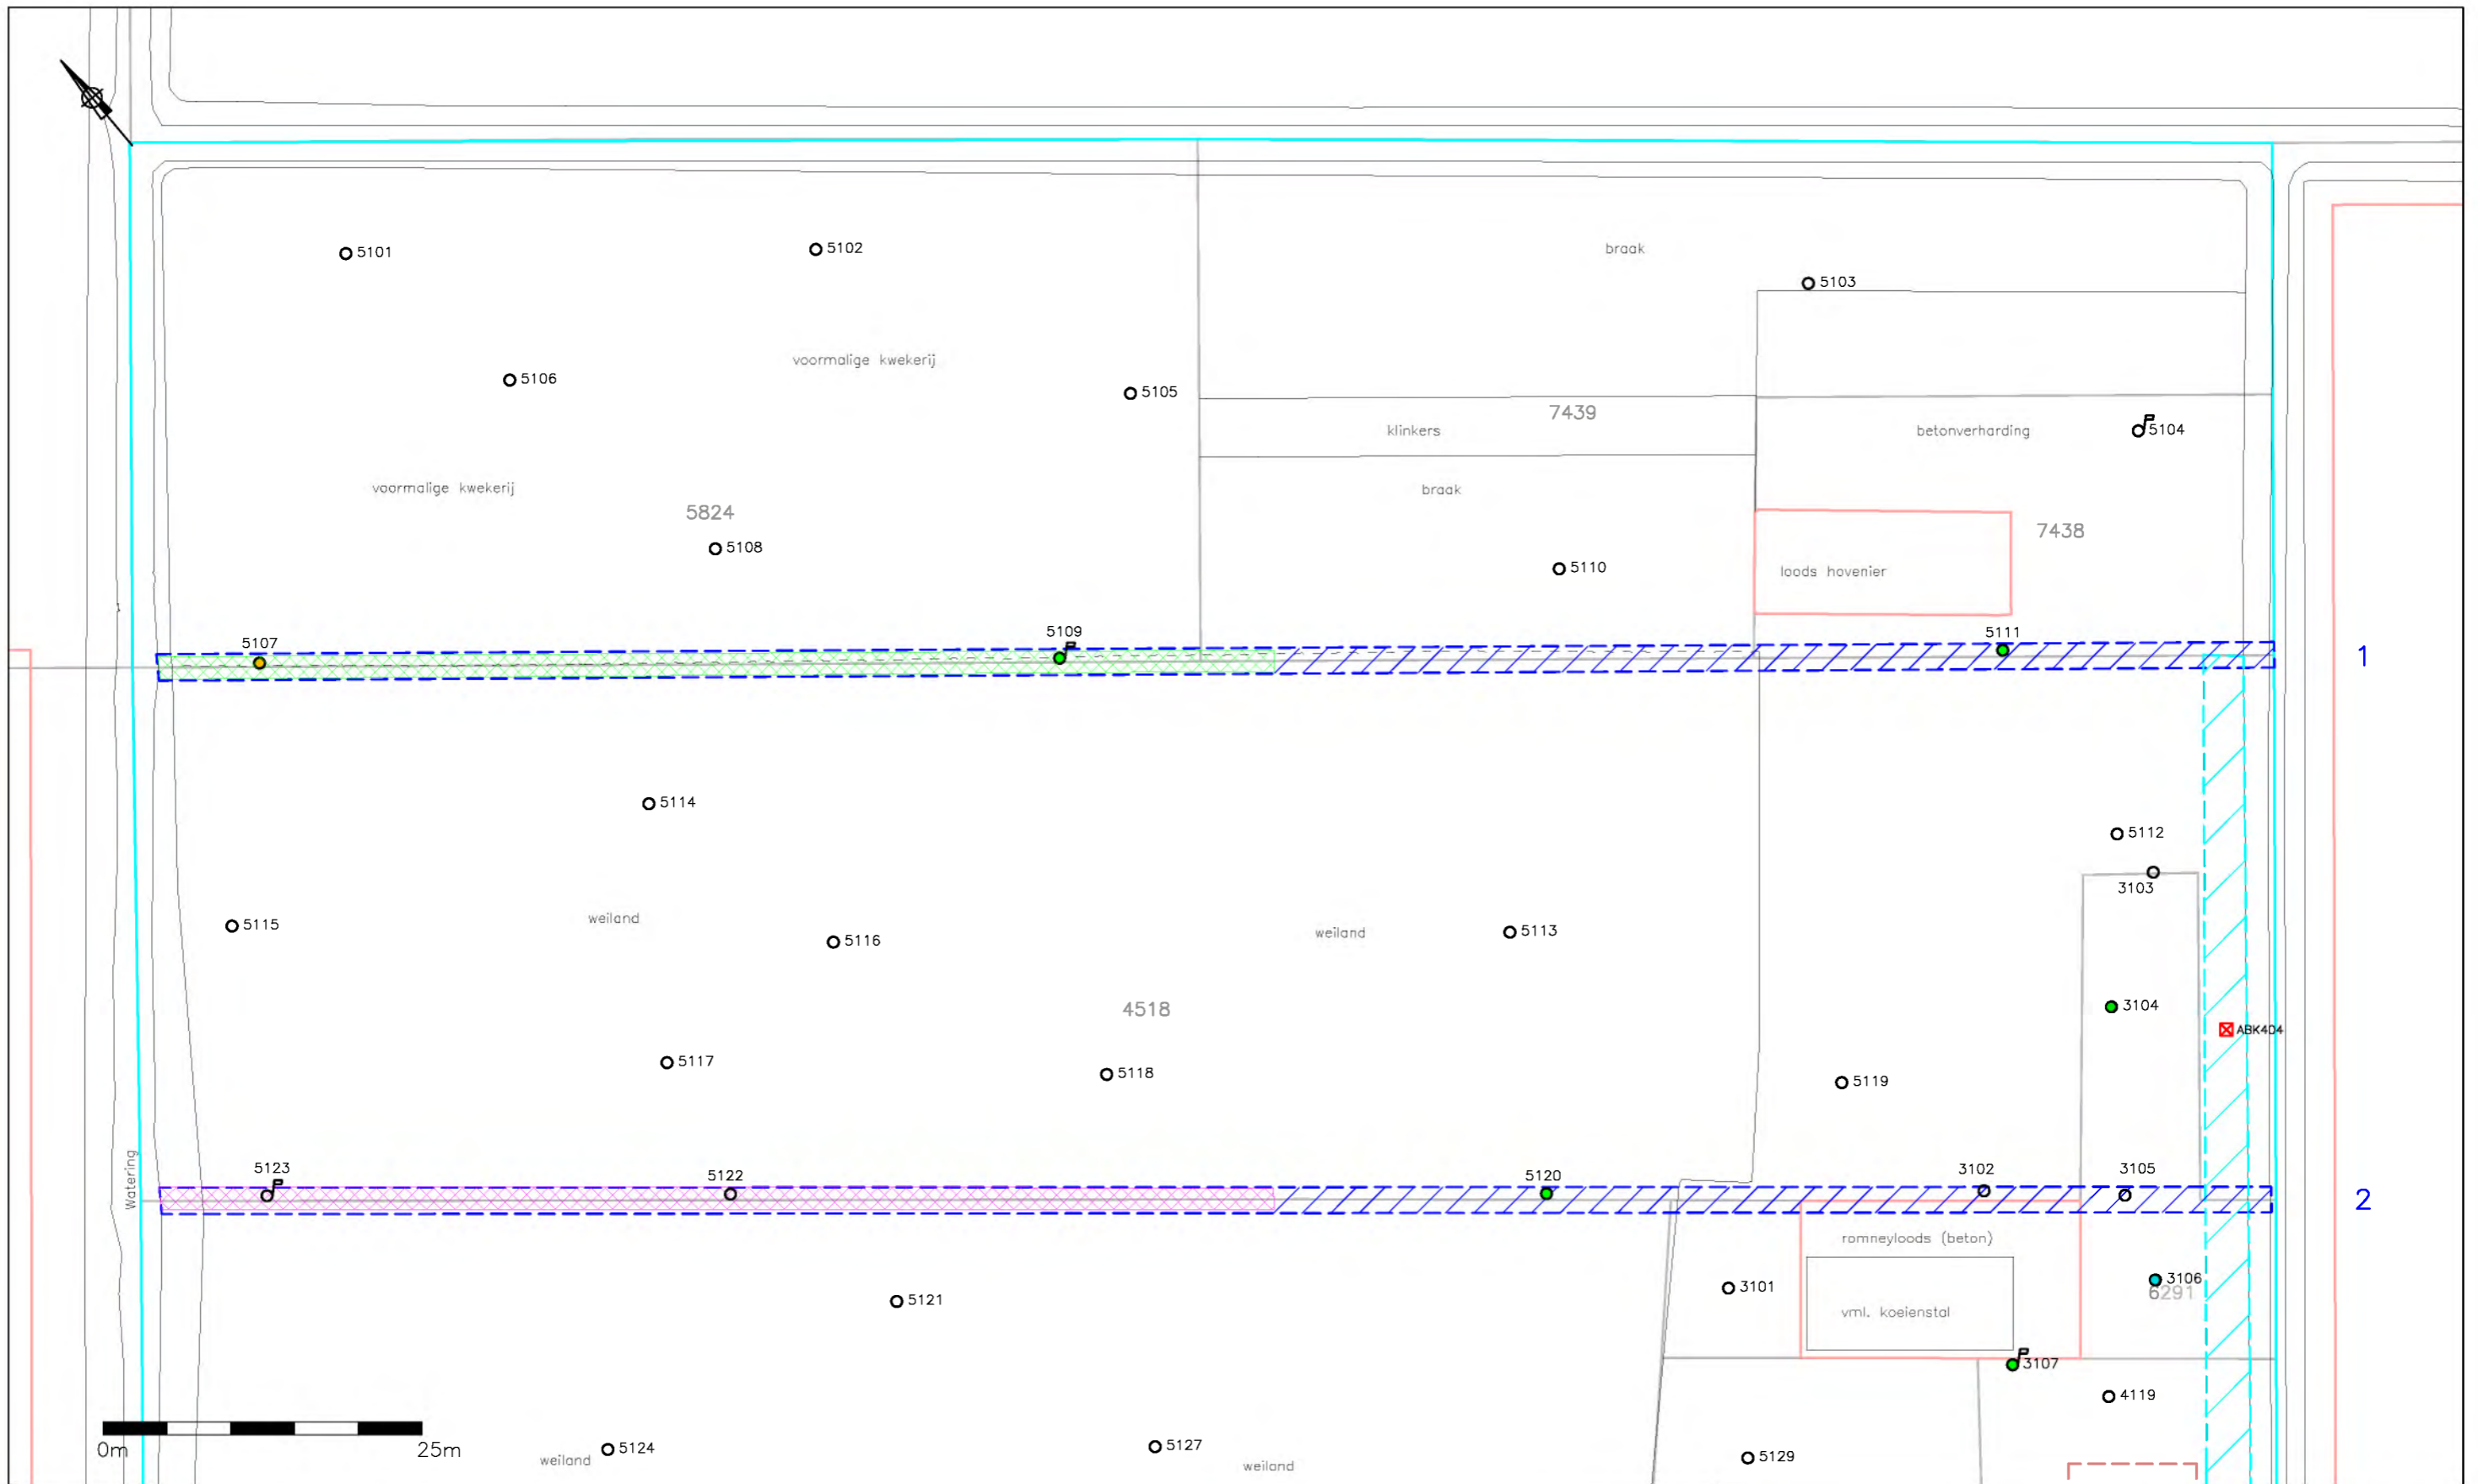 5101
5102
braak
5103
voormalige kwekerij
5106
5105
7439
klinkers
betonverharding
5104
voormalige kwekerij
braak
5824
7438
5108
5110
loods hovenier
5107
5109
5111
1
5114
5112
3103
5115
weiland
5116
weiland
5113
4518
3104
ABK404
5117
5118
5119
Watering
5123
5122
5120
3102
3105
2
romneyloods (beton)
3101
3106
6291
5121
vml. koeienstal
3107
4119
0m
25m
5124
5127
weiland
weiland
5129